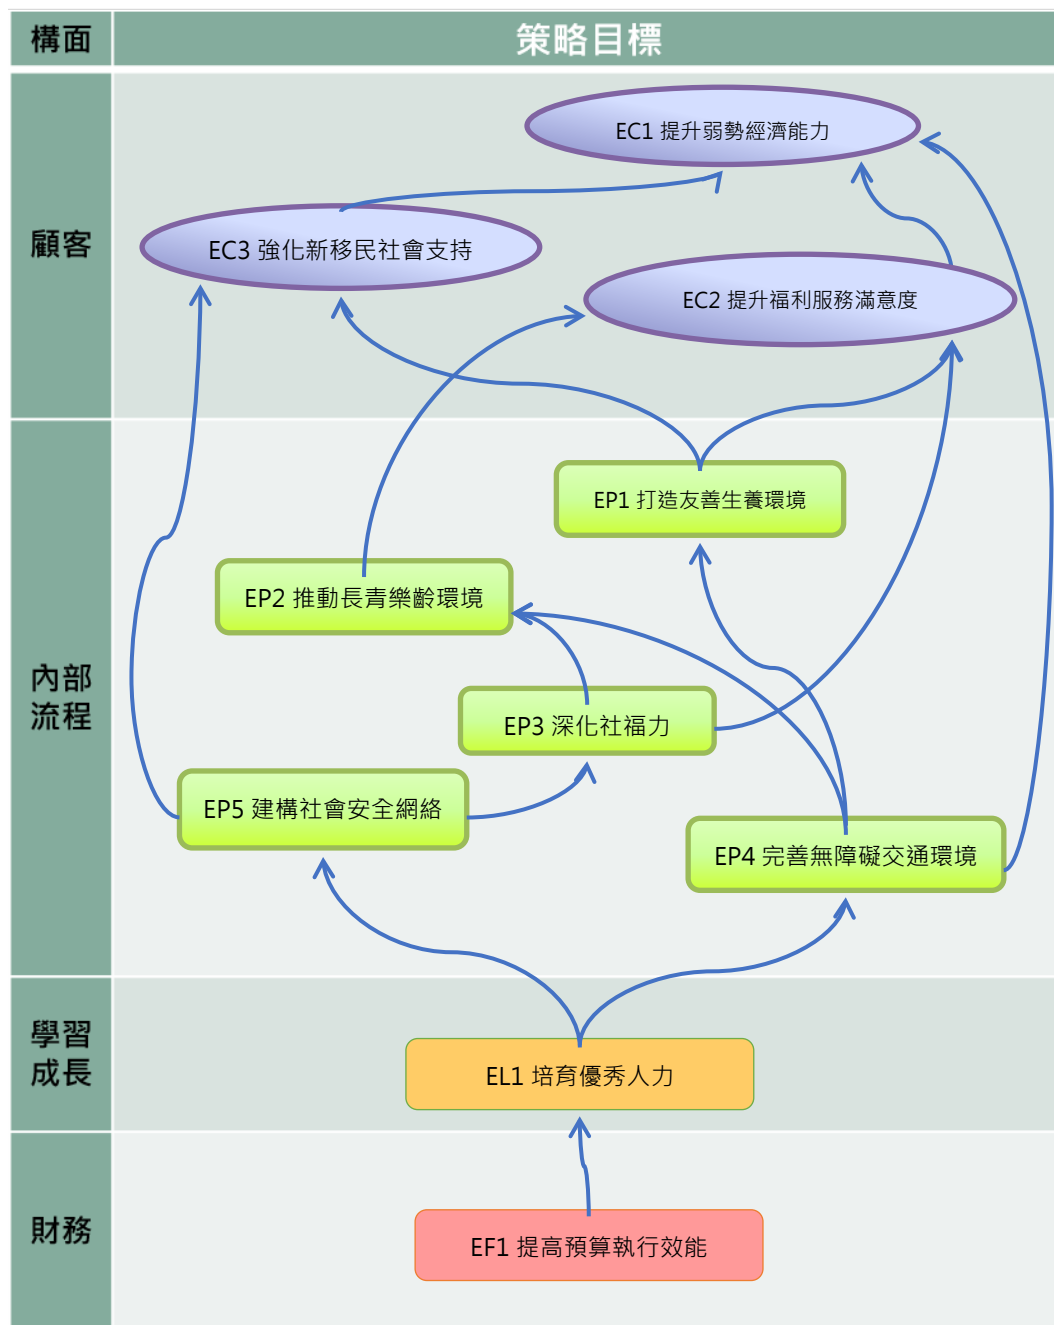 構面
策略目標
顧客
EC1 提升弱勢經濟能力
EC3 強化新移民社會支持
EC2 提升福利服務滿意度
內部
流程
EP1 打造友善生養環境
EP2 推動長青樂齡環境
EP3 深化社福力
EP5 建構社會安全網絡
EP4 完善無障礙交通環境
學習
成長
EL1 培育優秀人力
財務
EF1 提高預算執行效能